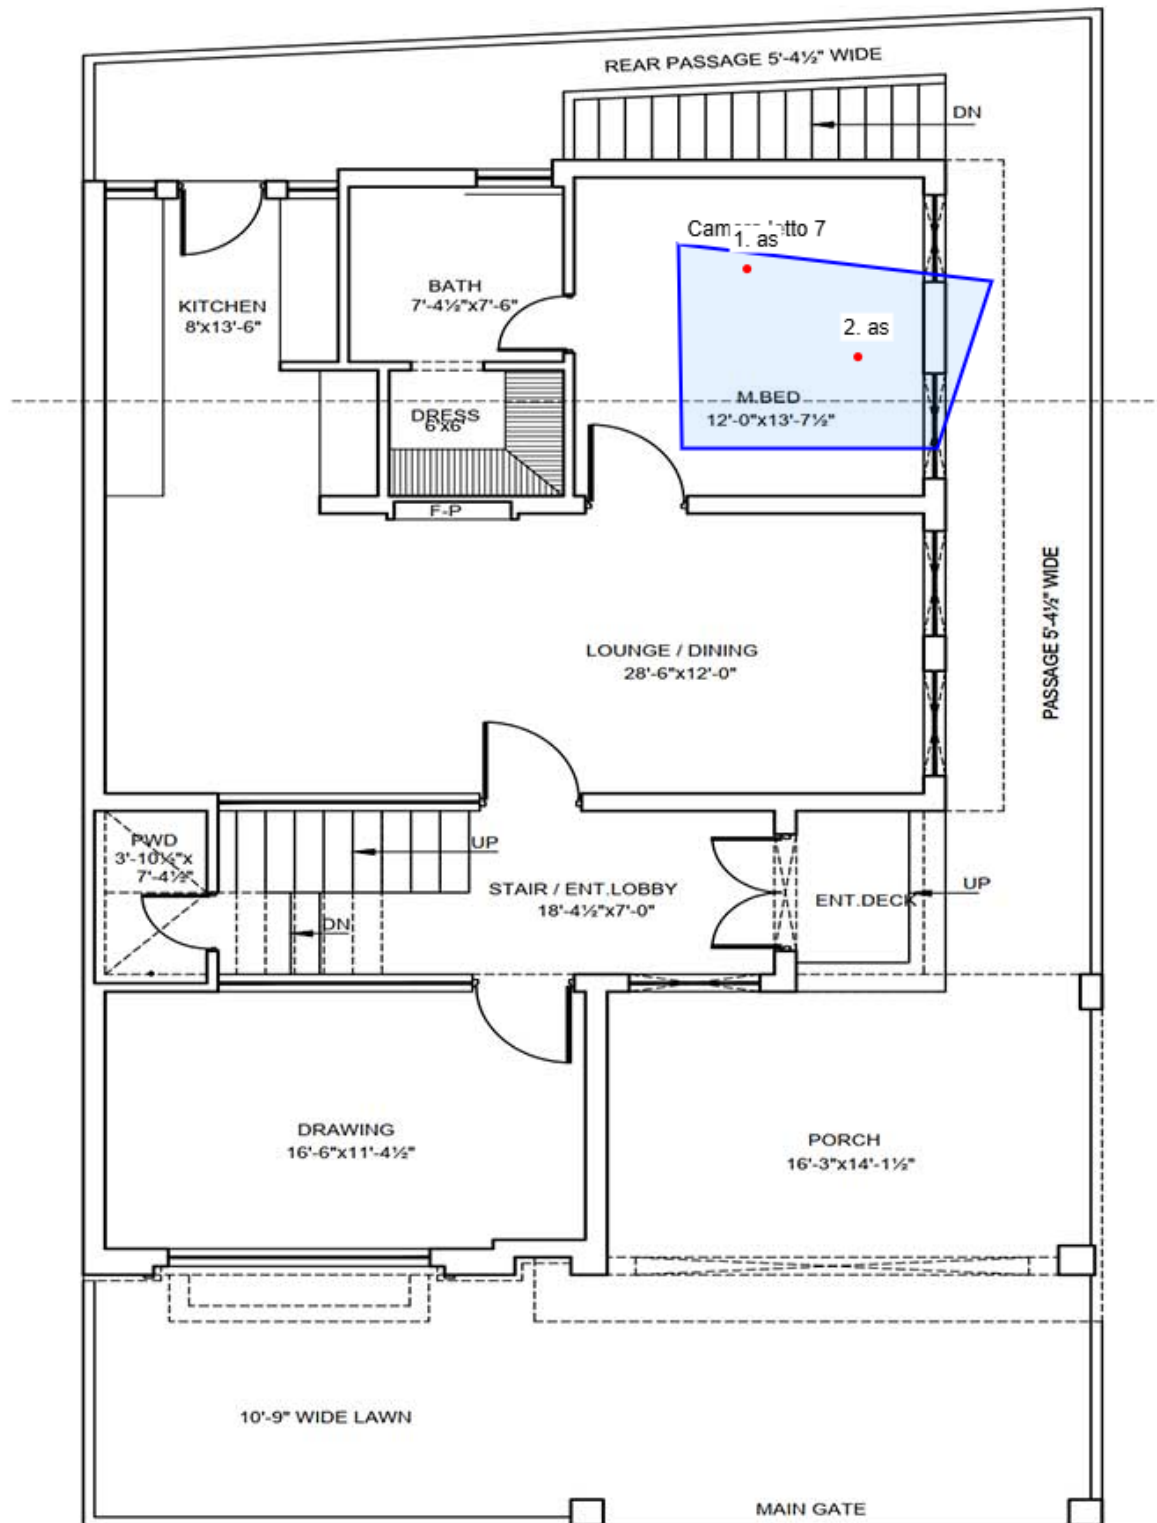 REAR PASSAGE 5'-4½" WIDE
DN
7
1. as
2. as
BATH
7'-4½"x7'-6"
KITCHEN
8'x13'-6"
M.BED
12'-0"x13'-7½"
DRESS
6'x6'
F-P
LOUNGE / DINING
28'-6"x12'-0"
PASSAGE 5'-4½" WIDE
PWD
3'-10½"x
7'-4½"
UP
STAIR / ENT.LOBBY
18'-4½"x7'-0"
DN
ENT.DECK
UP
DRAWING
16'-6"x11'-4½"
PORCH
16'-3"x14'-1½"
10'-9" WIDE LAWN
MAIN GATE